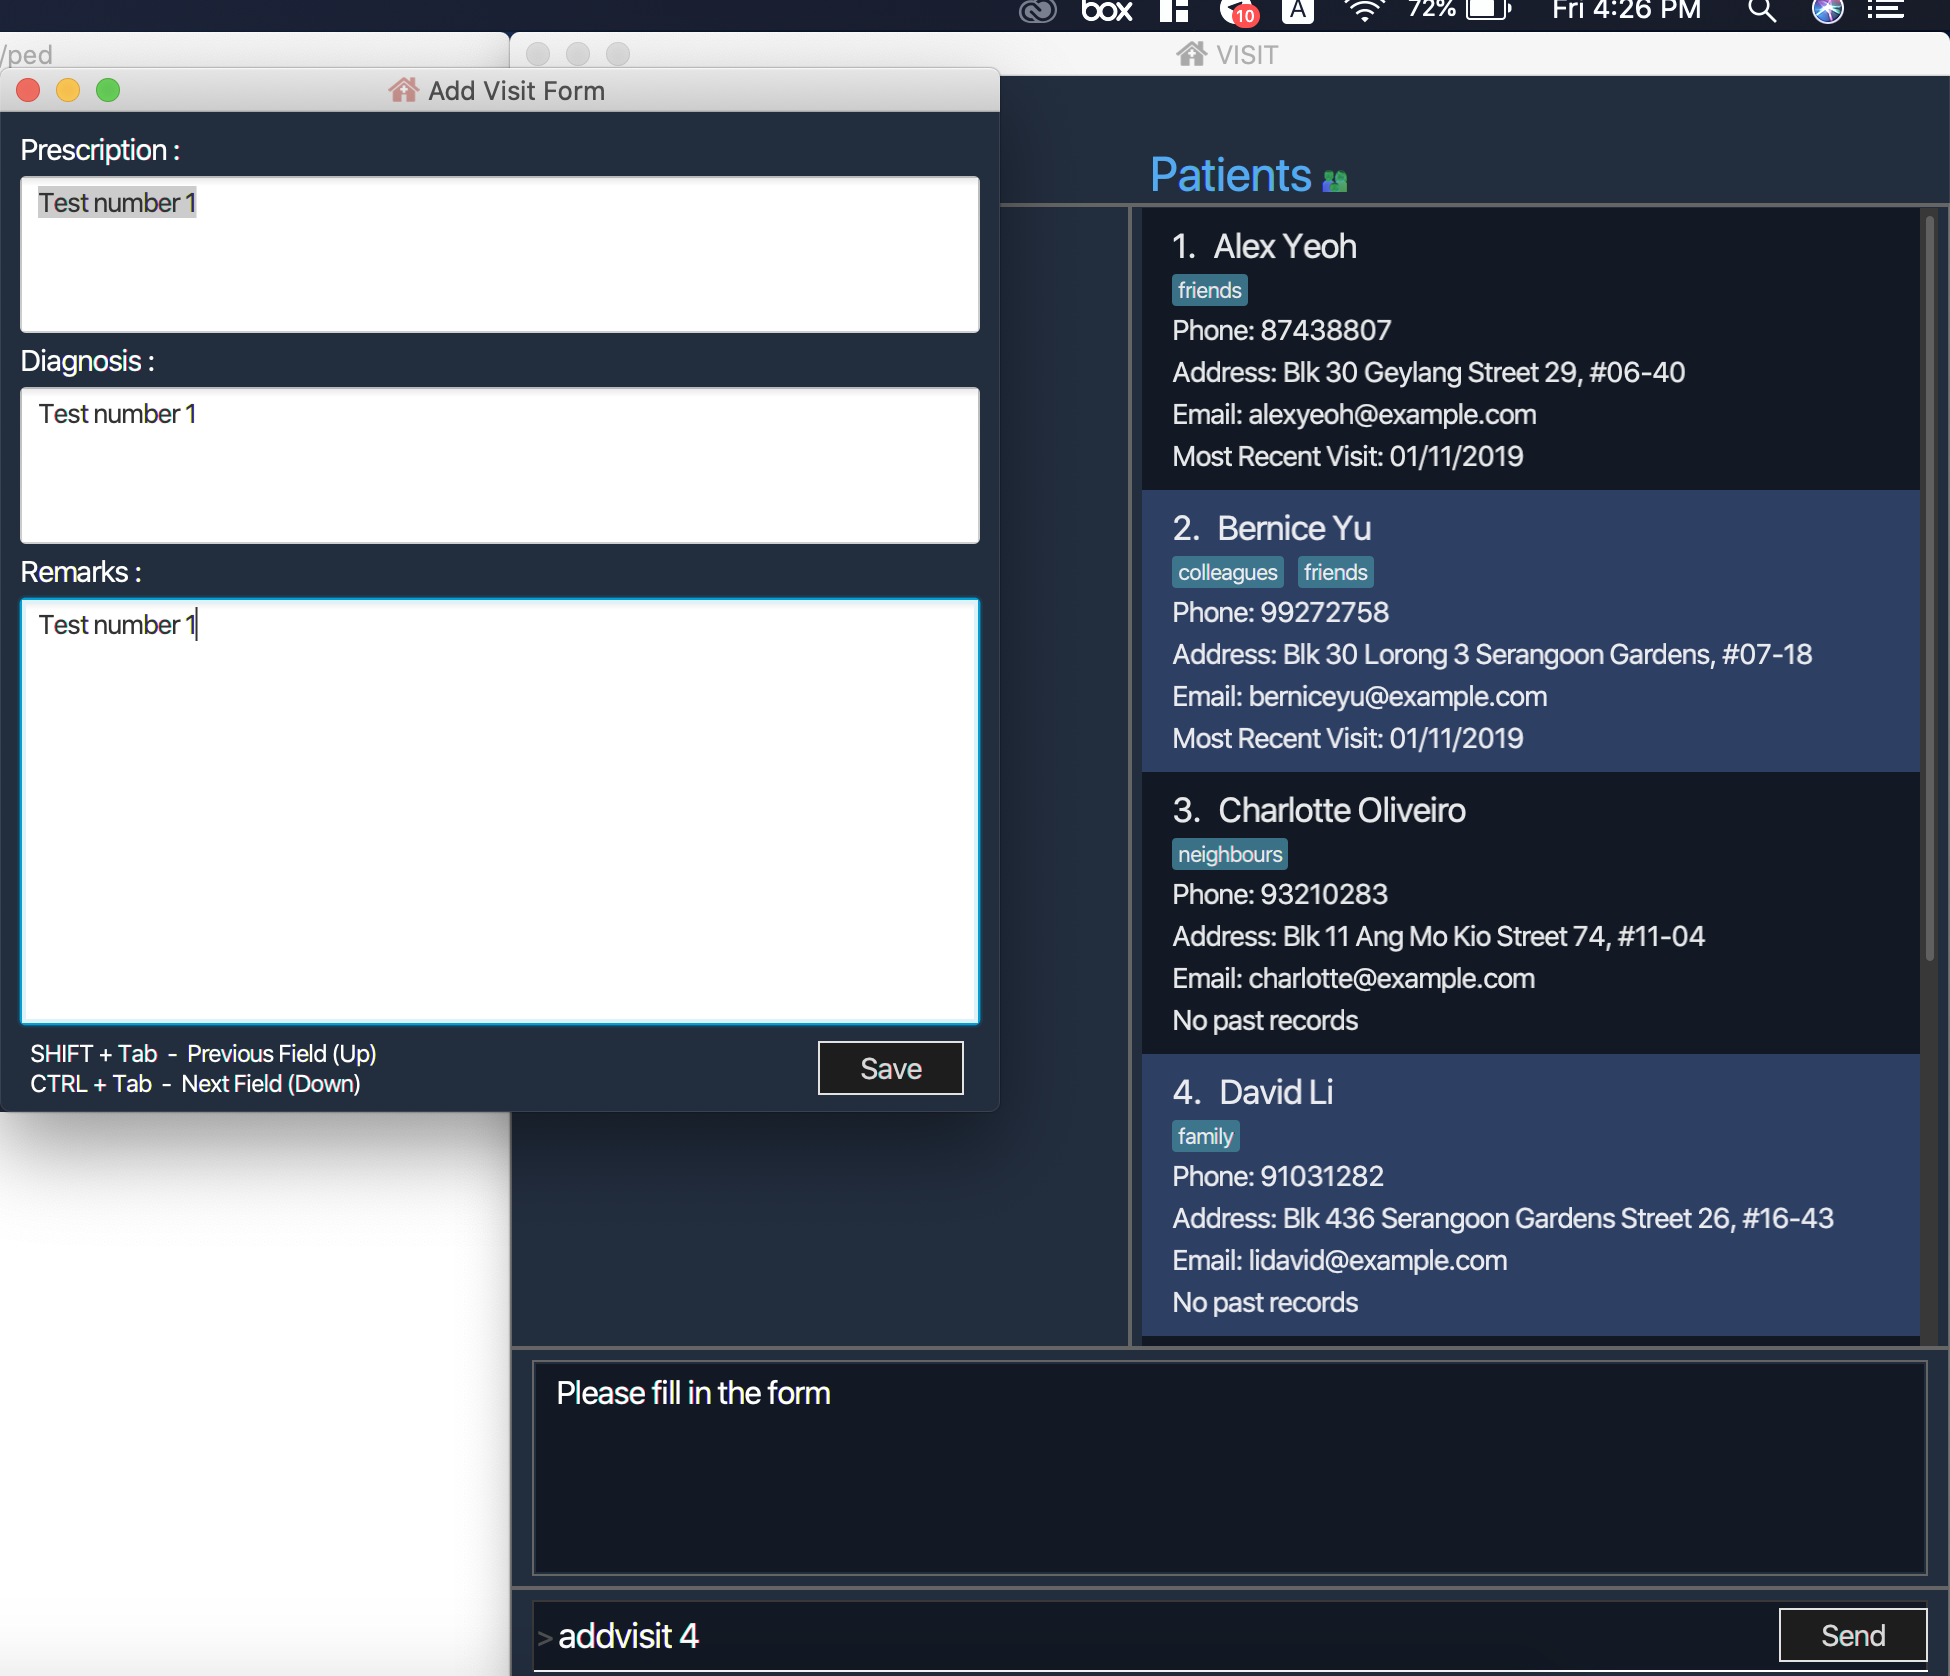 box
10
A
72%
Fri 4:26 PM
/ped
VISIT
Add Visit Form
Prescription :
Test number 1
Diagnosis :
Test number 1
Remarks :
Test number 1
SHIFT + Tab - Previous Field (Up)
CTRL + Tab - Next Field (Down)
Save
Patients
1. Alex Yeoh
friends
Phone: 87438807
Address: Blk 30 Geylang Street 29, #06-40
Email: alexyeoh@example.com
Most Recent Visit: 01/11/2019
2. Bernice Yu
colleagues friends
Phone: 99272758
Address: Blk 30 Lorong 3 Serangoon Gardens, #07-18
Email: berniceyu@example.com
Most Recent Visit: 01/11/2019
3. Charlotte Oliveiro
neighbours
Phone: 93210283
Address: Blk 11 Ang Mo Kio Street 74, #11-04
Email: charlotte@example.com
No past records
4. David Li
family
Phone: 91031282
Address: Blk 436 Serangoon Gardens Street 26, #16-43
Email: lidavid@example.com
No past records
Please fill in the form
> addvisit 4
Send